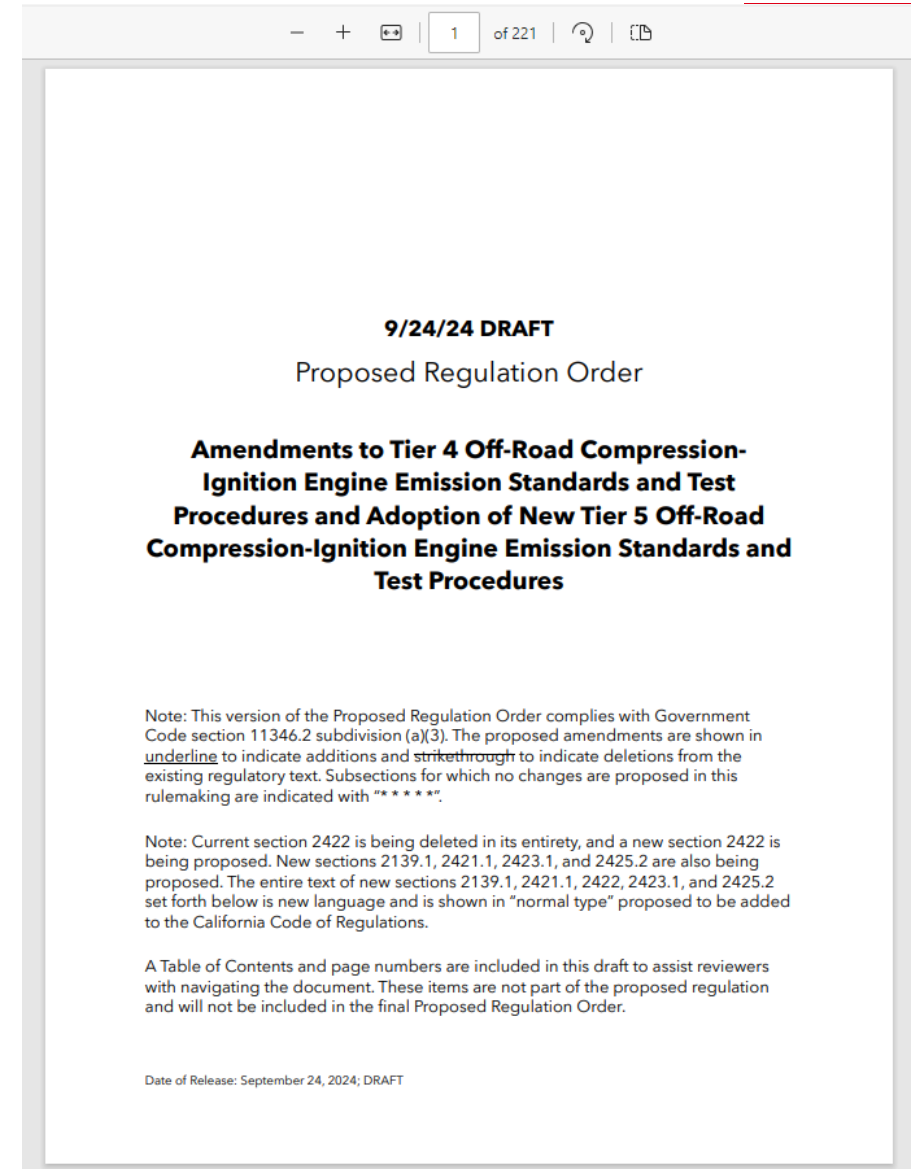 1 of 221
9/24/24 DRAFT
Proposed Regulation Order
Amendments to Tier 4 Off-Road Compression-
Ignition Engine Emission Standards and Test
Procedures and Adoption of New Tier 5 Off-Road
Compression-Ignition Engine Emission Standards and
Test Procedures
Note: This version of the Proposed Regulation Order complies with Government
Code section 11346.2 subdivision (a)(3). The proposed amendments are shown in
underline to indicate additions and strikethrough to indicate deletions from the
existing regulatory text. Subsections for which no changes are proposed in this
rulemaking are indicated with “* * * * *”.
Note: Current section 2422 is being deleted in its entirety, and a new section 2422 is
being proposed. New sections 2139.1, 2421.1, 2423.1, and 2425.2 are also being
proposed. The entire text of new sections 2139.1, 2421.1, 2422, 2423.1, and 2425.2
set forth below is new language and is shown in “normal type” proposed to be added
to the California Code of Regulations.
A Table of Contents and page numbers are included in this draft to assist reviewers
with navigating the document. These items are not part of the proposed regulation
and will not be included in the final Proposed Regulation Order.
Date of Release: September 24, 2024; DRAFT